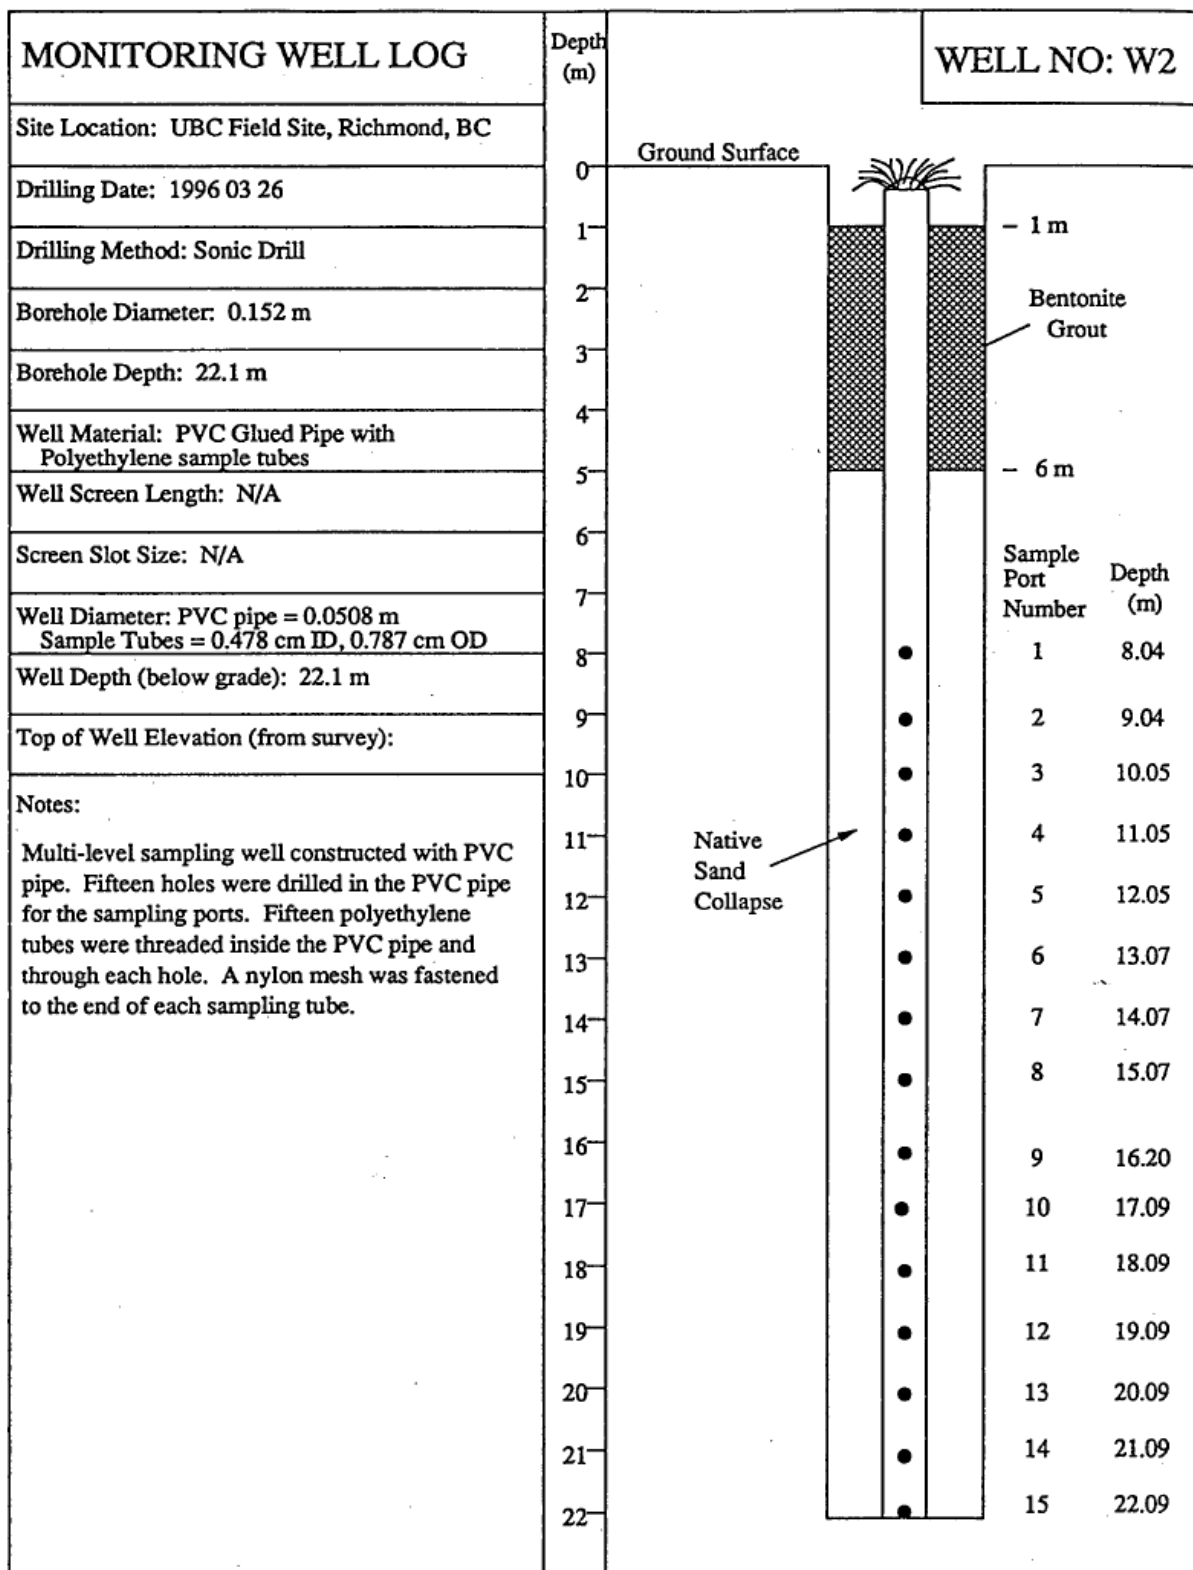 MONITORING WELL LOG
Site Location: UBC Field Site, Richmond, BC
Drilling Date: 1996 03 26
Drilling Method: Sonic Drill
Borehole Diameter: 0.152 m
Borehole Depth: 22.1 m
Well Material: PVC Glued Pipe with
Polyethylene sample tubes
Well Screen Length: N/A
Screen Slot Size: N/A
Well Diameter: PVC pipe = 0.0508 m
Sample Tubes = 0.478 cm ID, 0.787 cm OD
Well Depth (below grade): 22.1 m
Top of Well Elevation (from survey):
Notes:
Multi-level sampling well constructed with PVC
pipe. Fifteen holes were drilled in the PVC pipe
for the sampling ports. Fifteen polyethylene
tubes were threaded inside the PVC pipe and
through each hole. A nylon mesh was fastened
to the end of each sampling tube.
Depth
(m)
0
1
2
3
4
5
6
7
8
9
10
11
12
13
14
15
16
17
18
19
20
21
22
WELL NO: W2
Ground Surface
– 1 m
Bentonite
Grout
– 6 m
Native
Sand
Collapse
Sample
Port
Number
Depth
(m)
1 8.04
2 9.04
3 10.05
4 11.05
5 12.05
6 13.07
7 14.07
8 15.07
9 16.20
10 17.09
11 18.09
12 19.09
13 20.09
14 21.09
15 22.09